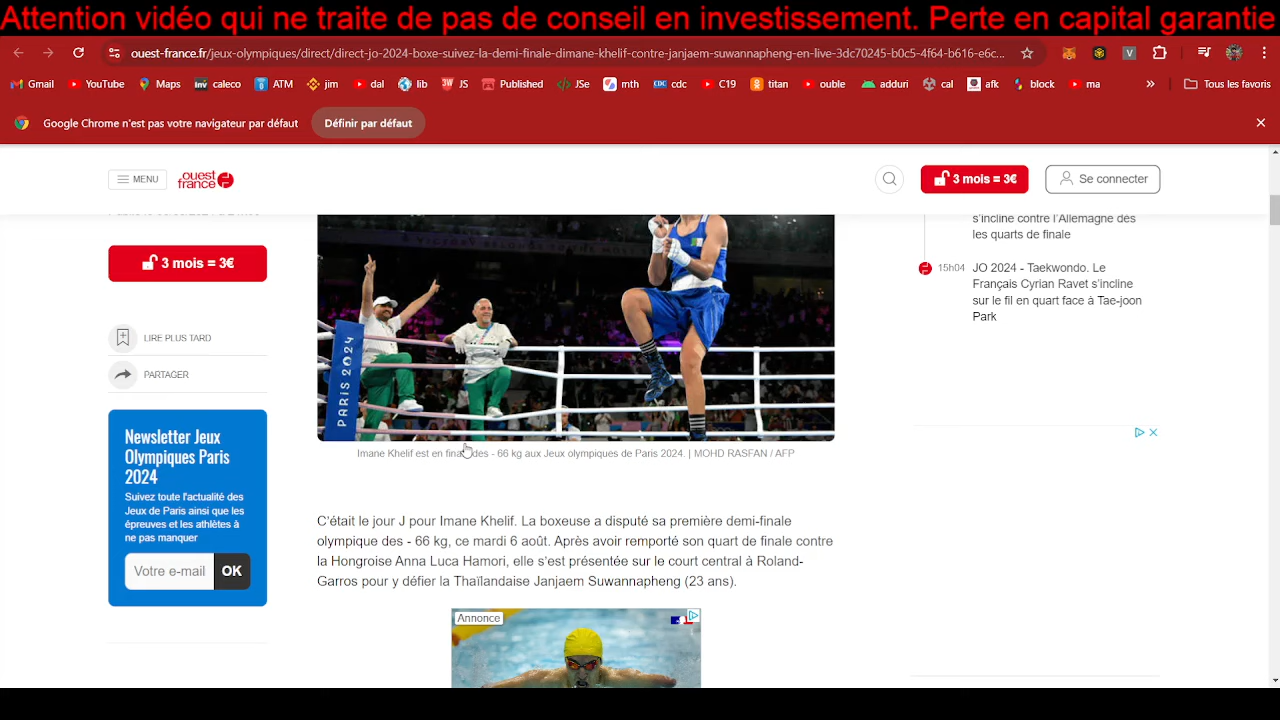 Attention vidéo qui ne traite de pas de conseil en investissement. Perte en capital garantie
ouest-france.fr/jeux-olympiques/direct/direct-jo-2024-boxe-suivez-la-demi-finale-dimane-khelif-contre-janjaem-suwannapheng-en-live-3dc70245-b0c5-4f64-b616-e6c...
Gmail YouTube Maps caleco ATM jim dal lib JS Published JSe mth cdc C19 titan ouble adduri cal afk block ma » Tous les favoris
Google Chrome n'est pas votre navigateur par défaut Définir par défaut
MENU ouest france 3 mois = 3€ Se connecter
3 mois = 3€
LIRE PLUS TARD
PARTAGER
Newsletter Jeux
Olympiques Paris
2024
Suivez toute l'actualité des
Jeux de Paris ainsi que les
épreuves et les athlètes à
ne pas manquer
Votre e-mail OK
PARIS 2024
Imane Khelif est en finale des - 66 kg aux Jeux olympiques de Paris 2024. | MOHD RASFAN / AFP
C'était le jour J pour Imane Khelif. La boxeuse a disputé sa première demi-finale
olympique des - 66 kg, ce mardi 6 août. Après avoir remporté son quart de finale contre
la Hongroise Anna Luca Hamori, elle s'est présentée sur le court central à Roland-
Garros pour y défier la Thaïlandaise Janjaem Suwannapheng (23 ans).
Annonce
s'incline contre l'Allemagne dès
les quarts de finale
15h04 JO 2024 - Taekwondo. Le
Français Cyrian Ravet s'incline
sur le fil en quart face à Tae-joon
Park